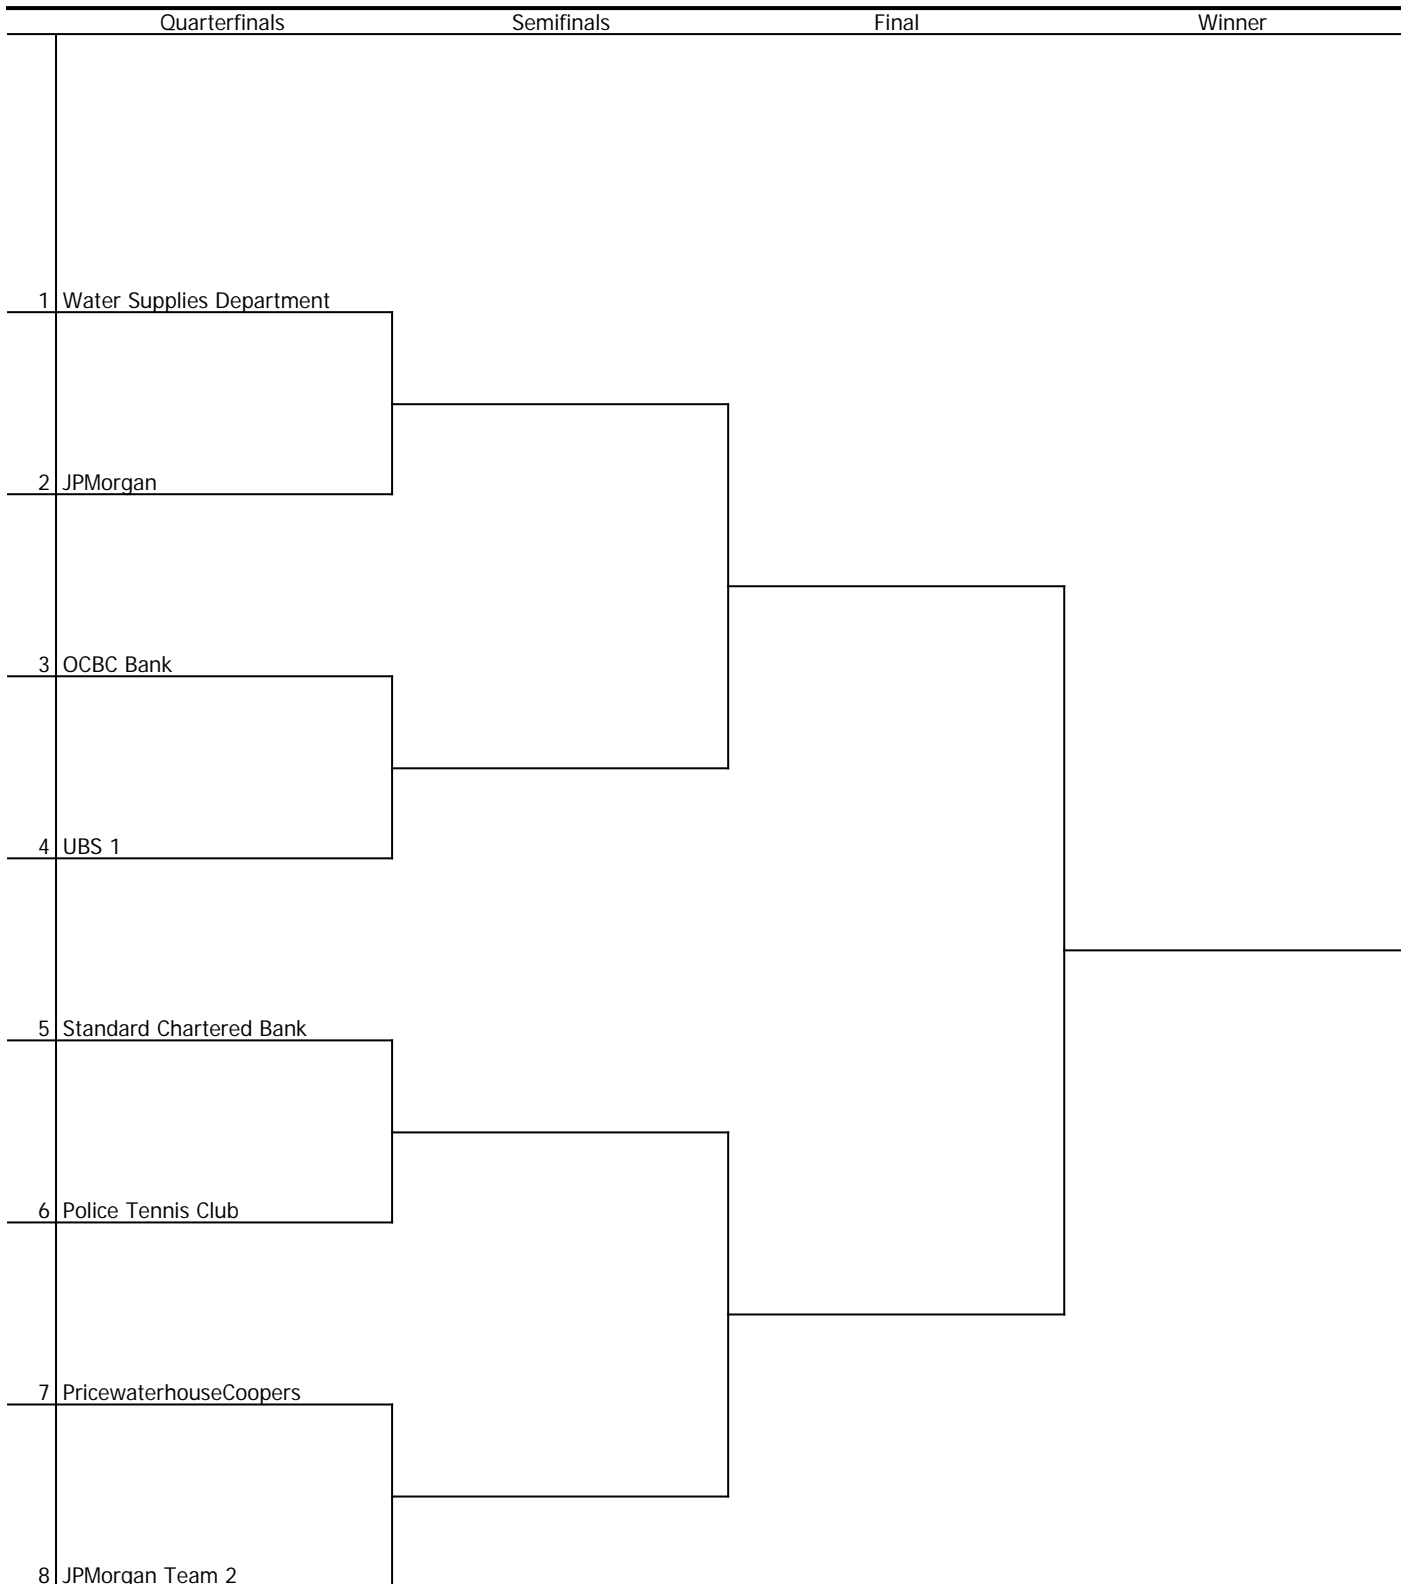 Quarterfinals Semifinals Final Winner
1 Water Supplies Department
2 JPMorgan
3 OCBC Bank
4 UBS 1
5 Standard Chartered Bank
6 Police Tennis Club
7 PricewaterhouseCoopers
8 JPMorgan Team 2